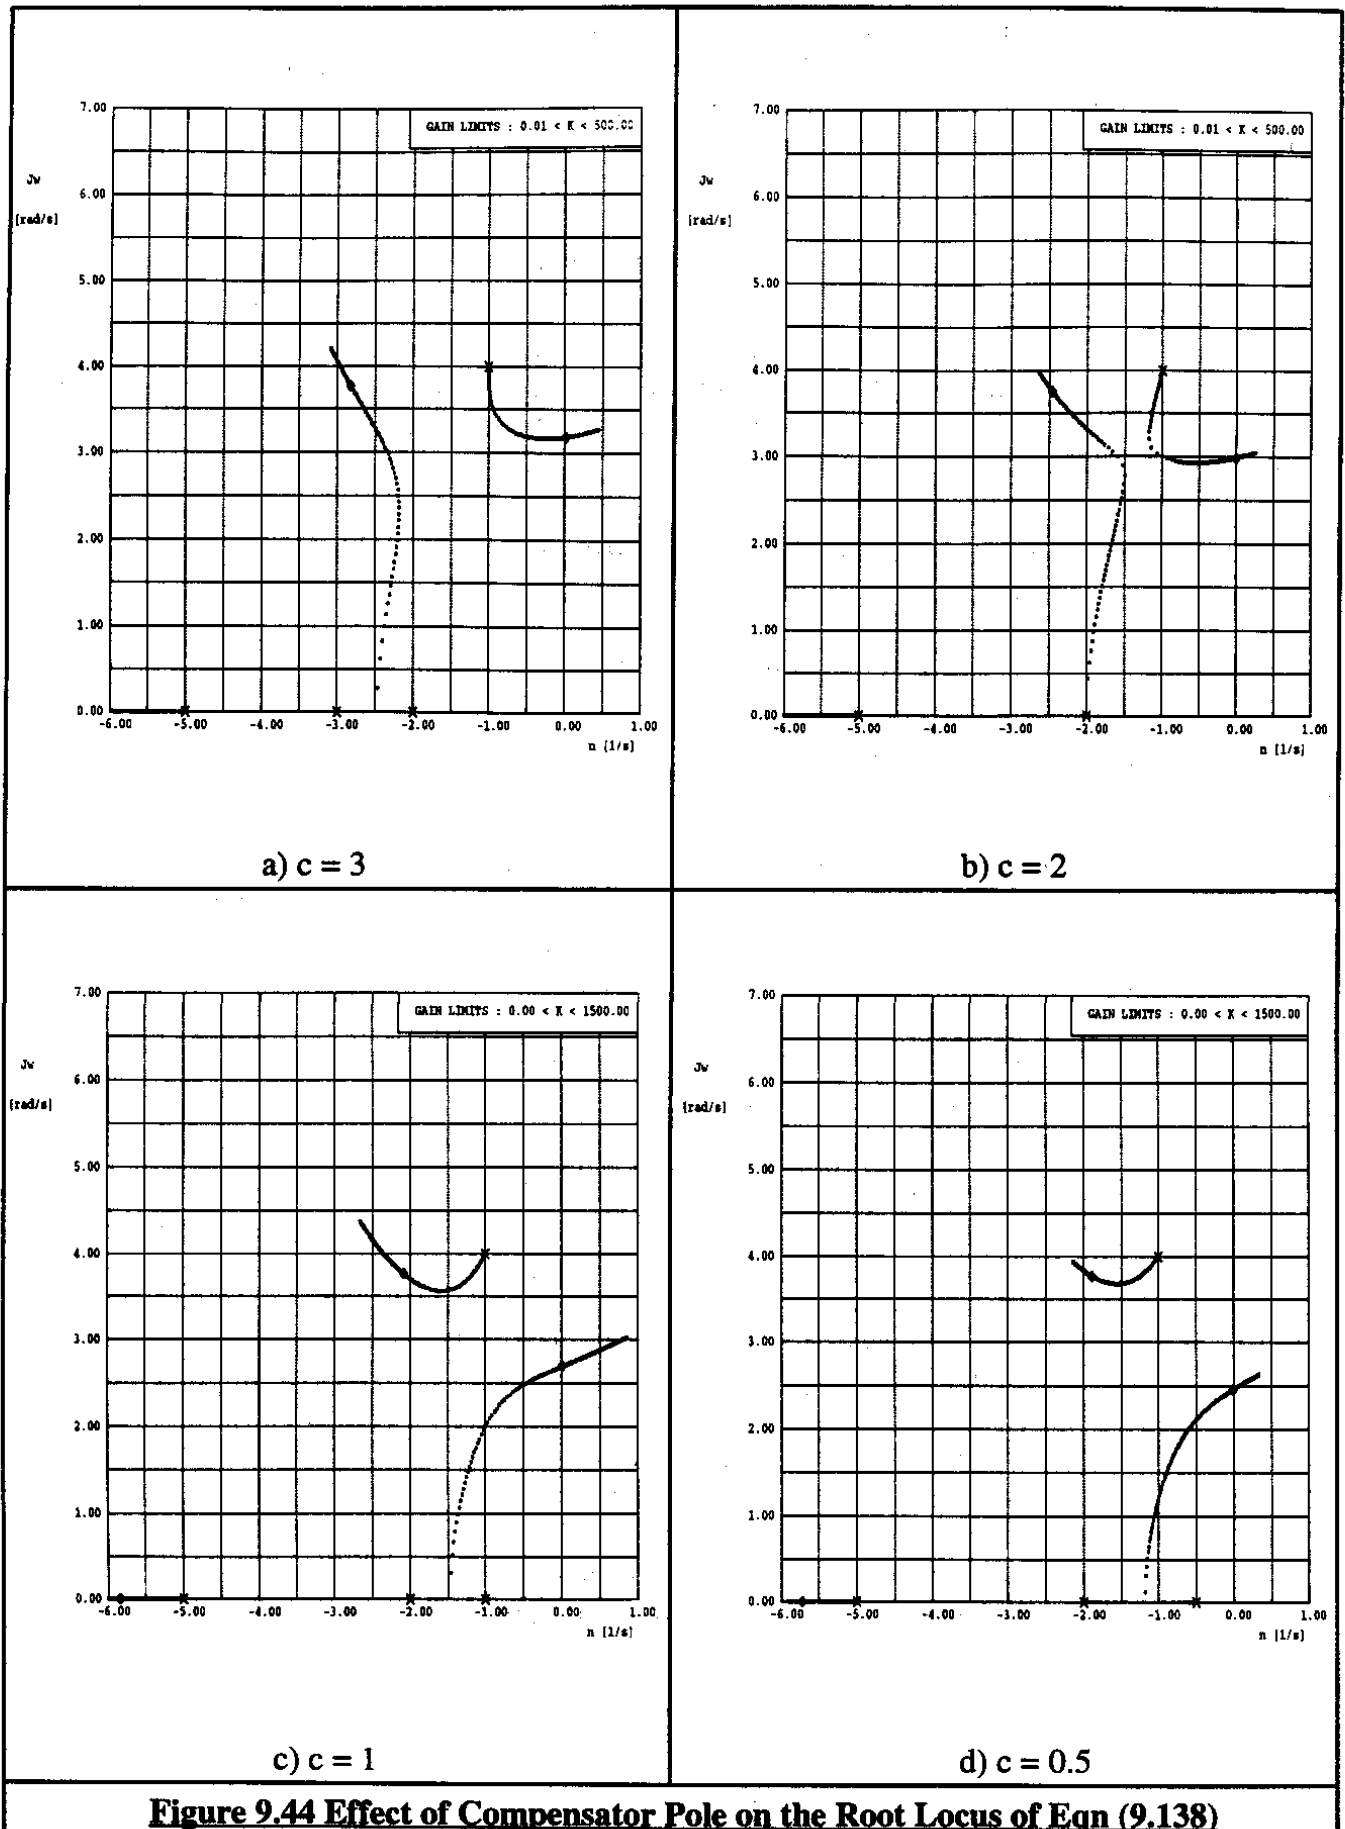 7.00
GAIN LIMITS : 0.01 < K < 500.00
Jw
6.00
[rad/s]
5.00
4.00
3.00
2.00
1.00
0.00
-6.00 -5.00 -4.00 -3.00 -2.00 -1.00 0.00 1.00
n [1/s]
a) c = 3
7.00
GAIN LIMITS : 0.01 < K < 500.00
Jw
6.00
[rad/s]
5.00
4.00
3.00
2.00
1.00
0.00
-6.00 -5.00 -4.00 -3.00 -2.00 -1.00 0.00 1.00
n [1/s]
b) c = 2
7.00
GAIN LIMITS : 0.00 < K < 1500.00
Jw
6.00
[rad/s]
5.00
4.00
3.00
2.00
1.00
0.00
-6.00 -5.00 -4.00 -3.00 -2.00 -1.00 0.00 1.00
n [1/s]
c) c = 1
7.00
GAIN LIMITS : 0.00 < K < 1500.00
Jw
6.00
[rad/s]
5.00
4.00
3.00
2.00
1.00
0.00
-6.00 -5.00 -4.00 -3.00 -2.00 -1.00 0.00 1.00
n [1/s]
d) c = 0.5
Figure 9.44 Effect of Compensator Pole on the Root Locus of Eqn (9.138)